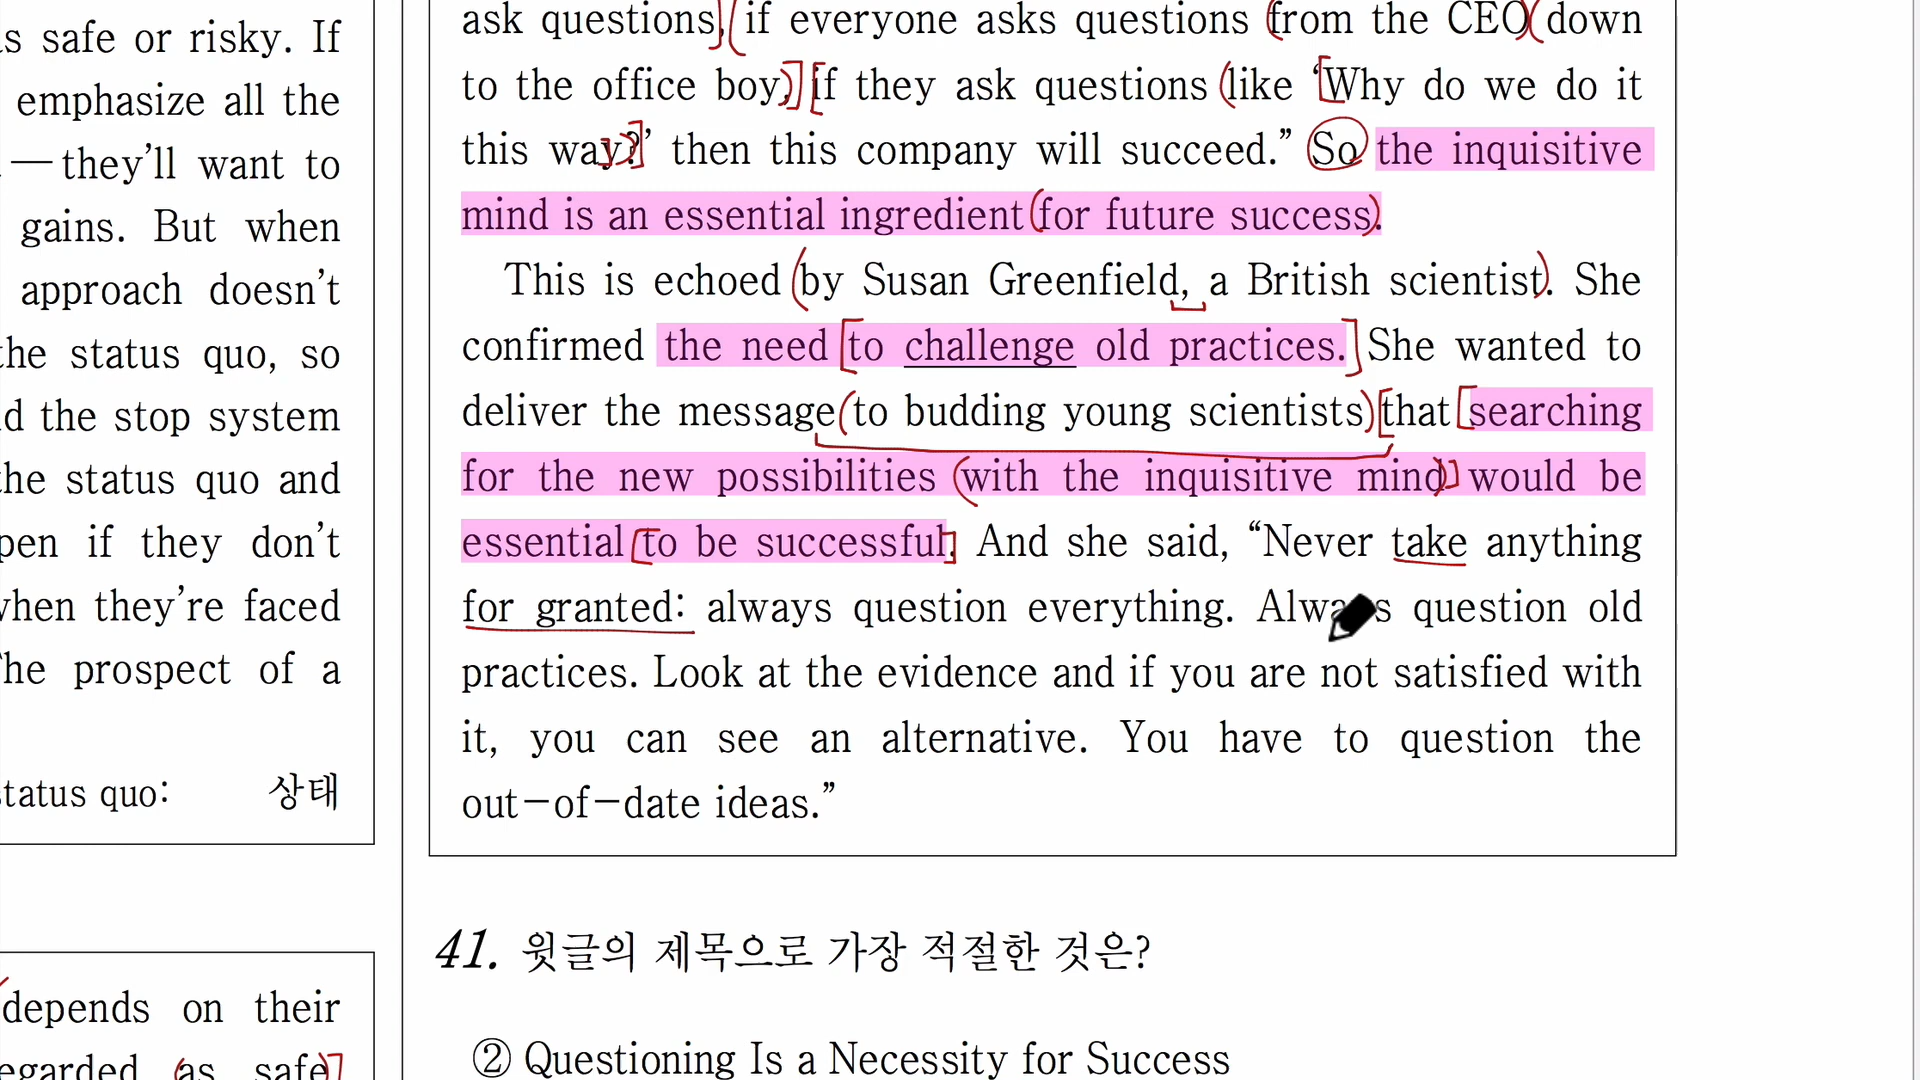 s safe or risky. If
emphasize all the
— they'll want to
gains. But when
approach doesn't
the status quo, so
d the stop system
the status quo and
pen if they don't
when they're faced
The prospect of a
status quo: 상태
depends on their
egarded as safe
ask questions, if everyone asks questions from the CEO down
to the office boy, if they ask questions like ‘Why do we do it
this way?’ then this company will succeed.” So the inquisitive
mind is an essential ingredient for future success.
This is echoed by Susan Greenfield, a British scientist. She
confirmed the need to challenge old practices. She wanted to
deliver the message to budding young scientists that searching
for the new possibilities with the inquisitive mind would be
essential to be successful. And she said, “Never take anything
for granted: always question everything. Always question old
practices. Look at the evidence and if you are not satisfied with
it, you can see an alternative. You have to question the
out-of-date ideas.”
41. 윗글의 제목으로 가장 적절한 것은?
② Questioning Is a Necessity for Success